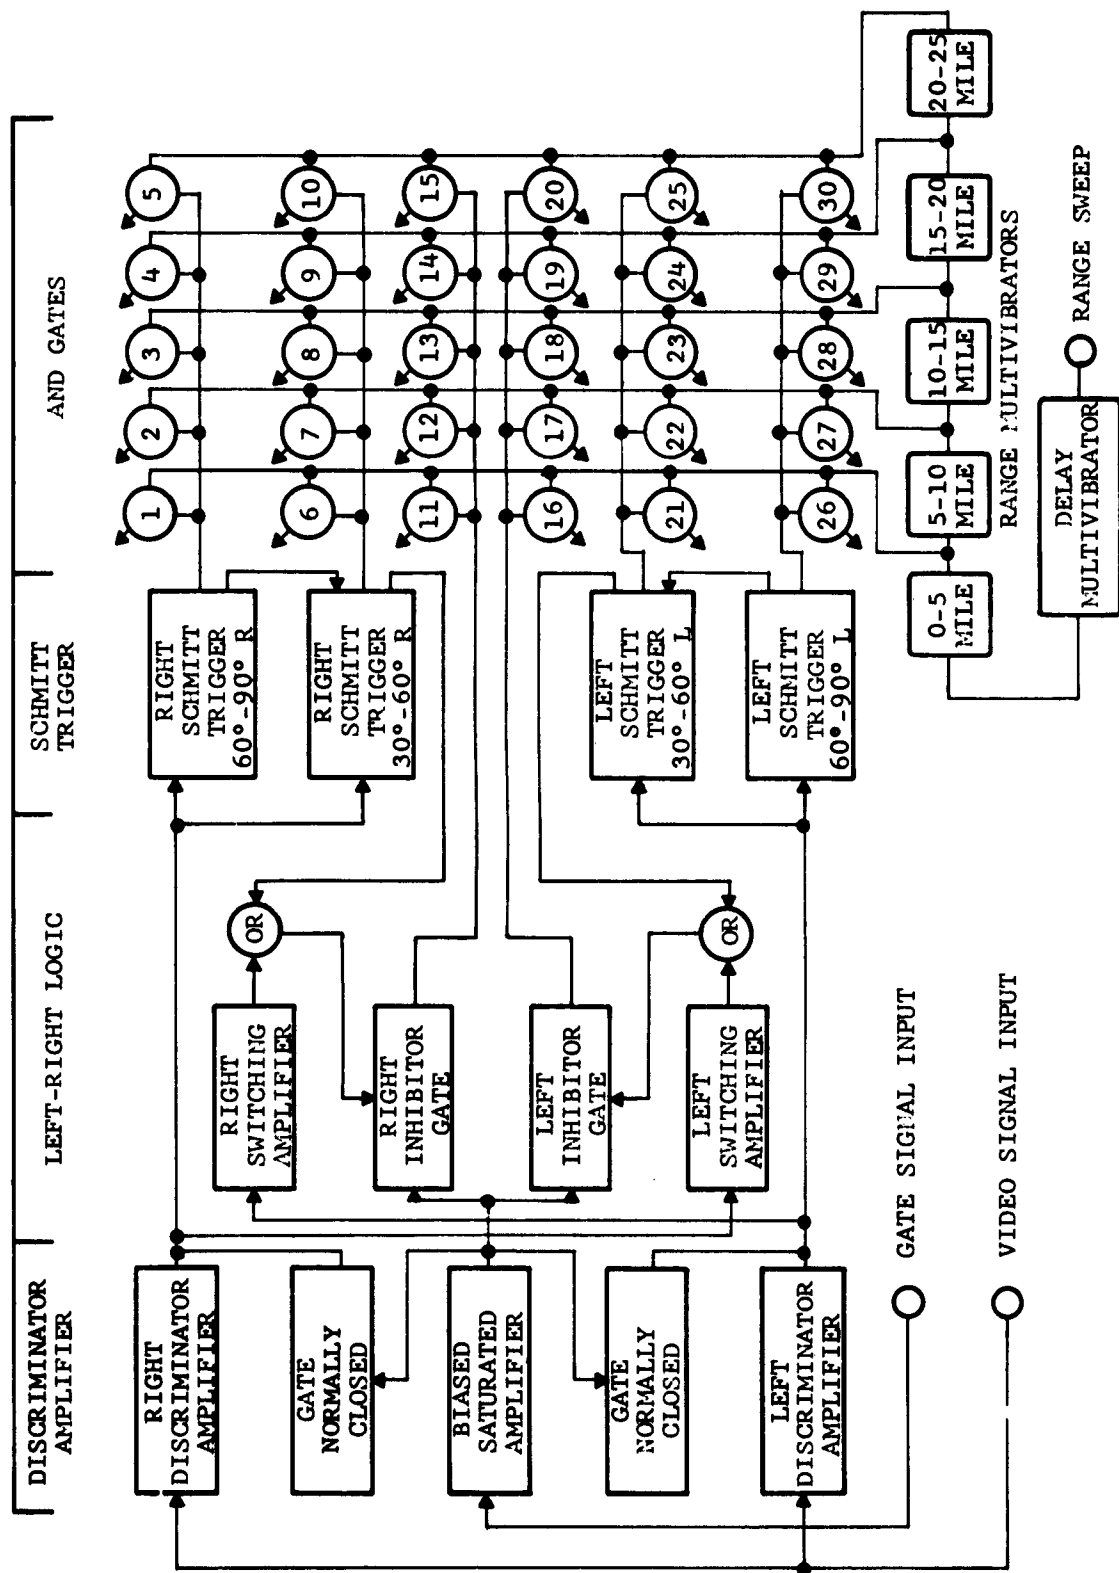 DISCRIMINATOR
AMPLIFIER
LEFT-RIGHT LOGIC
SCHMITT
TRIGGER
AND GATES
RIGHT
DISCRIMINATOR
AMPLIFIER
GATE
NORMALLY
CLOSED
BIASED
SATURATED
AMPLIFIER
GATE
NORMALLY
CLOSED
LEFT
DISCRIMINATOR
AMPLIFIER
RIGHT
SWITCHING
AMPLIFIER
RIGHT
INHIBITOR
GATE
LEFT
INHIBITOR
GATE
LEFT
SWITCHING
AMPLIFIER
OR
OR
RIGHT
SCHMITT
TRIGGER
60°-90° R
RIGHT
SCHMITT
TRIGGER
30°-60° R
LEFT
SCHMITT
TRIGGER
30°-60° L
LEFT
SCHMITT
TRIGGER
60°-90° L
1 2 3 4 5
6 7 8 9 10
11 12 13 14 15
16 17 18 19 20
21 22 23 24 25
26 27 28 29 30
0-5
MILE
5-10
MILE
10-15
MILE
15-20
MILE
20-25
MILE
RANGE MULTIVIBRATORS
DELAY
MULTIVIBRATOR
RANGE SWEEP
GATE SIGNAL INPUT
VIDEO SIGNAL INPUT